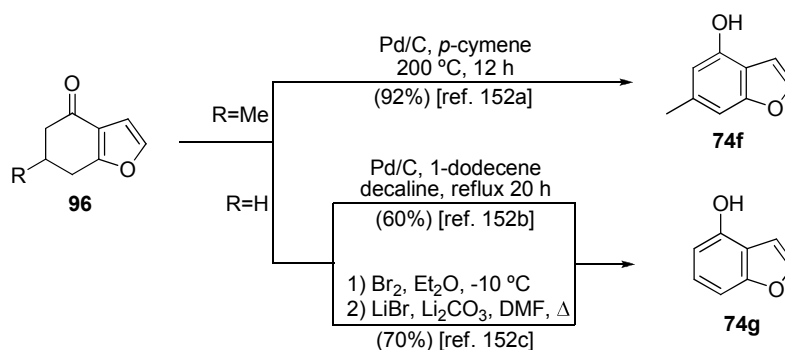 Pd/C, p-cymene
200 ºC, 12 h
(92%) [ref. 152a]
OH
O
74f
O
R
O
96
R=Me
R=H
Pd/C, 1-dodecene
decaline, reflux 20 h
(60%) [ref. 152b]
1) Br2, Et2O, -10 ºC
2) LiBr, Li2CO3, DMF, Δ
(70%) [ref. 152c]
OH
O
74g